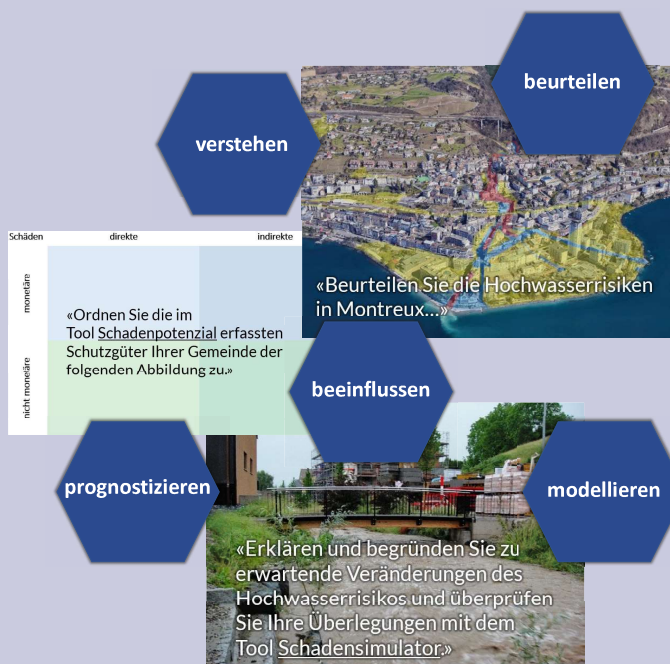 beurteilen
verstehen
Schäden
direkte
indirekte
monetäre
nicht monetäre
«Beurteilen Sie die Hochwasserrisiken
in Montreux...»
«Ordnen Sie die im
Tool Schadenpotenzial erfassten
Schutzgüter Ihrer Gemeinde der
folgenden Abbildung zu.»
beeinflussen
prognostizieren
modellieren
«Erklären und begründen Sie zu
erwartende Veränderungen des
Hochwasserrisikos und überprüfen
Sie Ihre Überlegungen mit dem
Tool Schadensimulator.»